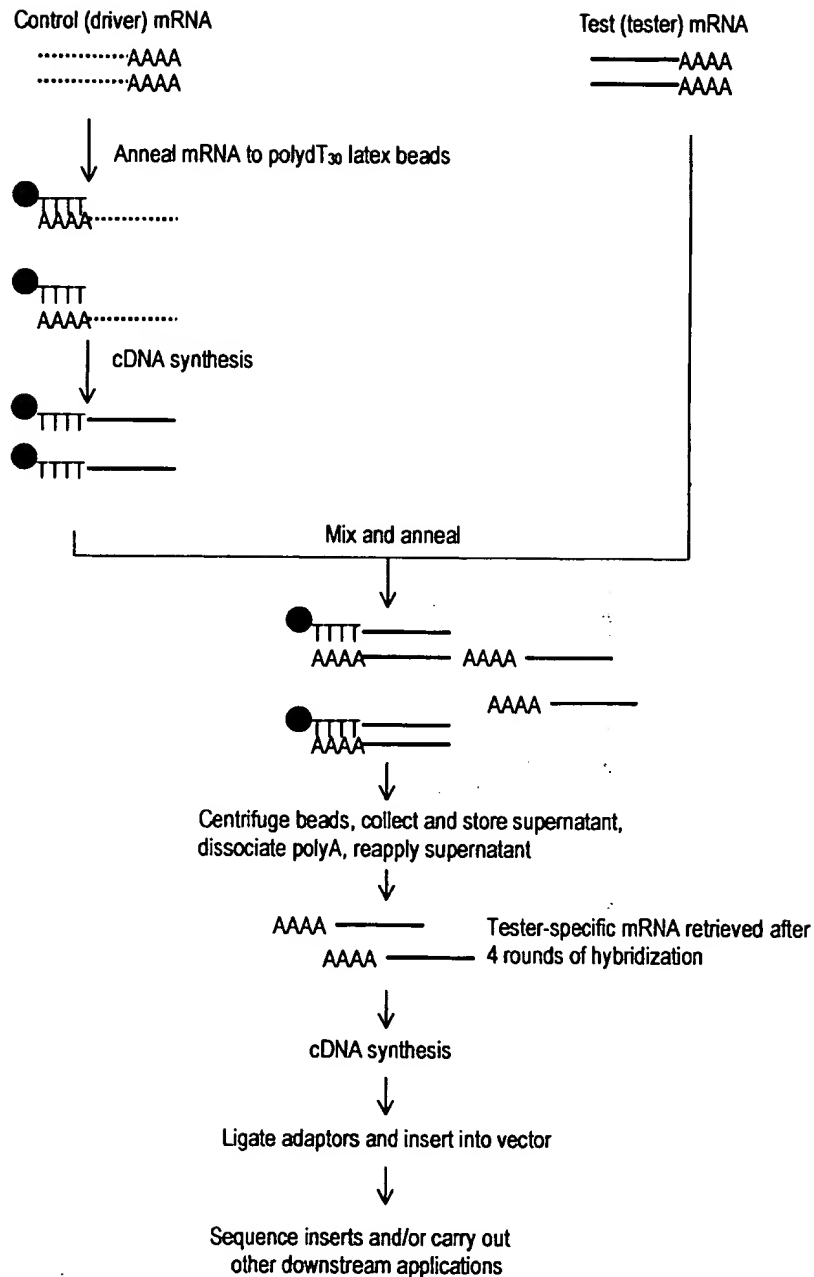 Control (driver) mRNA
Test (tester) mRNA
AAAA
AAAA
AAAA
AAAA
Anneal mRNA to polydT₃₀ latex beads
TTTT
AAAA
TTTT
AAAA
cDNA synthesis
TTTT
TTTT
Mix and anneal
TTTT
AAAA AAAA
AAAA
TTTT
AAAA
Centrifuge beads, collect and store supernatant,
dissociate polyA, reapply supernatant
AAAA
AAAA
Tester-specific mRNA retrieved after
4 rounds of hybridization
cDNA synthesis
Ligate adaptors and insert into vector
Sequence inserts and/or carry out
other downstream applications